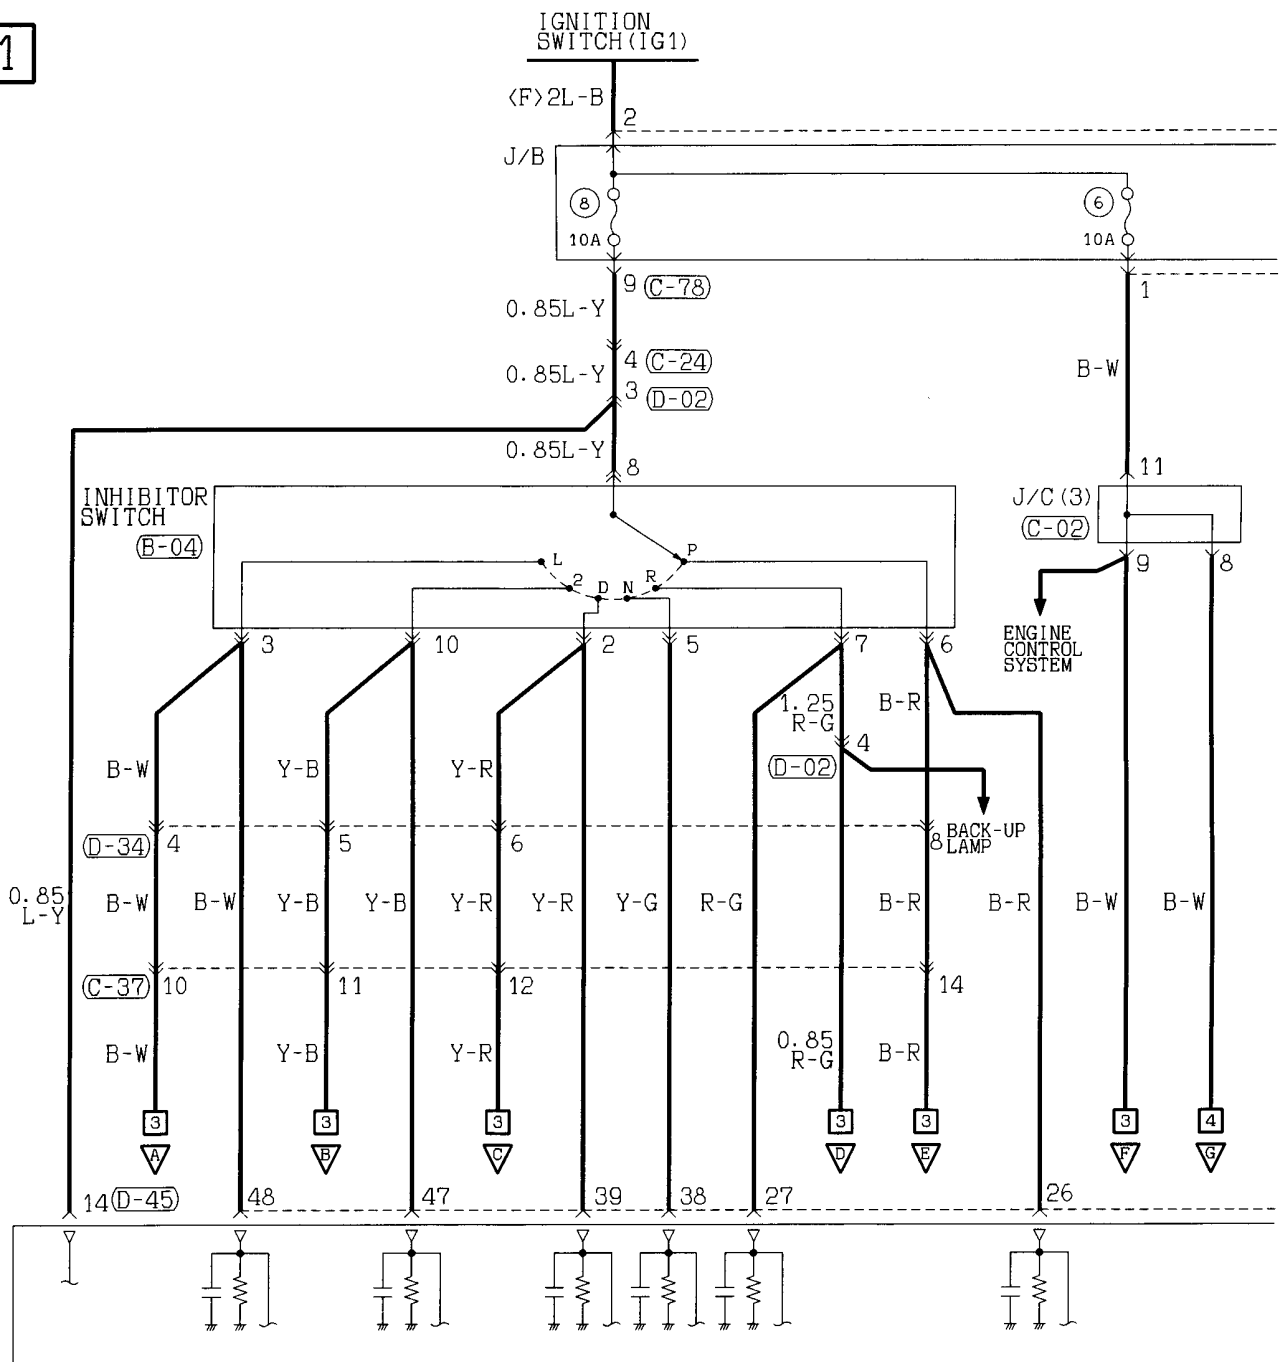 1
IGNITION
SWITCH(IG1)
<F>2L-B
2
J/B
8
6
10A
10A
9 (C-78)
1
0.85L-Y
4 (C-24)
B-W
0.85L-Y
3 (D-02)
0.85L-Y
8
11
INHIBITOR
SWITCH
(B-04)
J/C(3)
(C-02)
L
P
2
D
N
R
9
8
3
10
2
5
7
6
ENGINE
CONTROL
SYSTEM
1.25
R-G
B-R
4
(D-02)
B-W
Y-B
Y-R
BACK-UP
LAMP
(D-34) 4
5
6
8
0.85
L-Y
B-W
B-W
Y-B
Y-B
Y-R
Y-R
Y-G
R-G
B-R
B-R
B-W
B-W
(C-37) 10
11
12
14
B-W
Y-B
Y-R
0.85
R-G
B-R
3
3
3
3
3
3
4
A
B
C
D
E
F
G
14 (D-45)
48
47
39
38
27
26